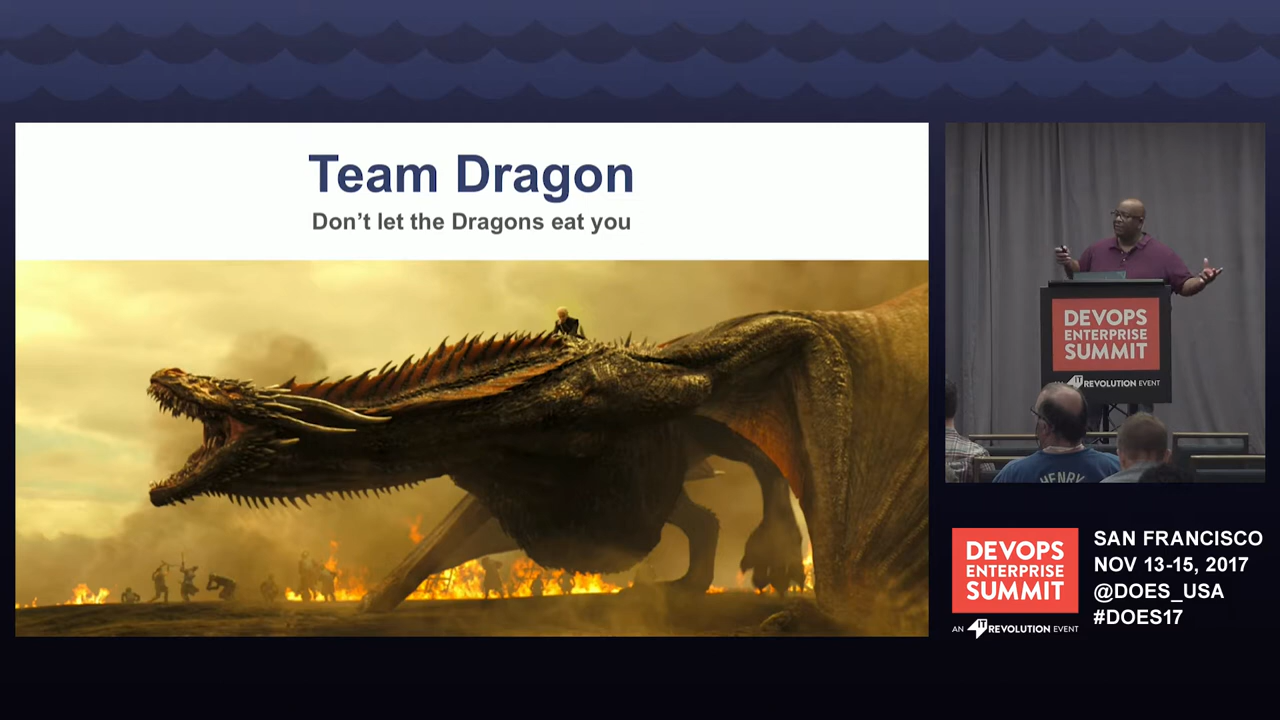 Team Dragon
Don't let the Dragons eat you
DEVOPS
ENTERPRISE
SUMMIT
IT REVOLUTION EVENT
HENRY
DEVOPS
ENTERPRISE
SUMMIT
AN IT REVOLUTION EVENT
SAN FRANCISCO
NOV 13-15, 2017
@DOES_USA
#DOES17